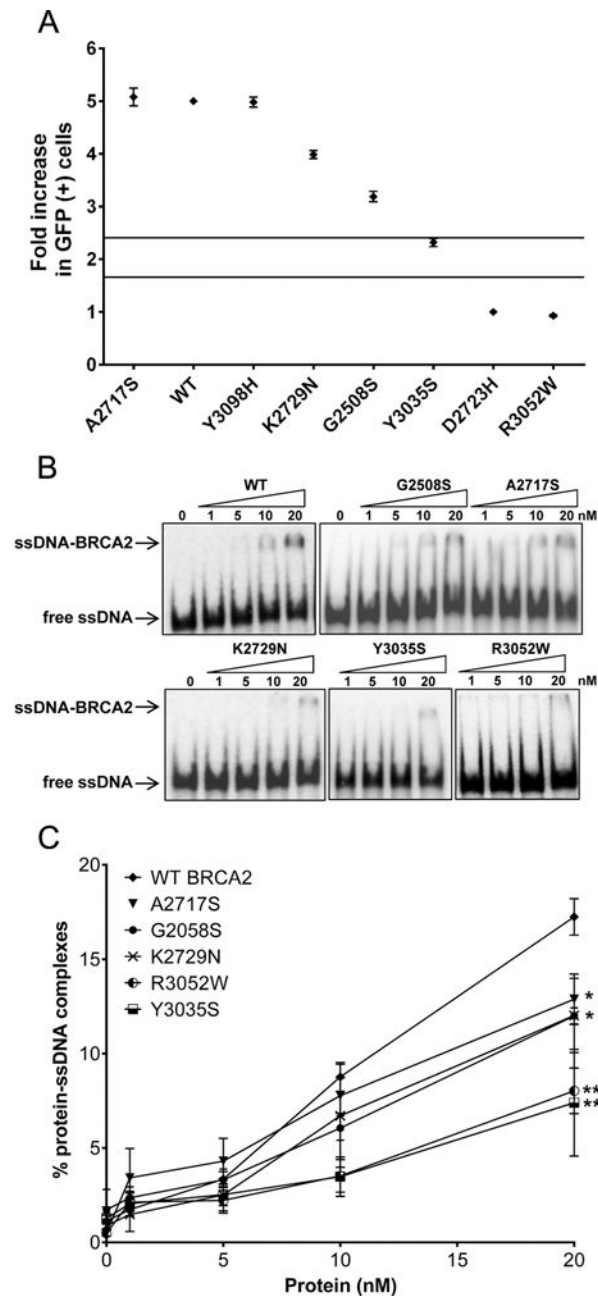 A
Fold increase
in GFP (+) cells
6
5
4
3
2
1
0
A2717S
WT
Y3098H
K2729N
G2508S
Y3035S
D2723H
R3052W
B
WT
G2508S
A2717S
0 1 5 10 20
0 1 5 10 20
1 5 10 20 nM
ssDNA-BRCA2
free ssDNA
K2729N
Y3035S
R3052W
0 1 5 10 20
1 5 10 20
1 5 10 20 nM
ssDNA-BRCA2
free ssDNA
C
% protein-ssDNA complexes
20
15
10
5
0
WT BRCA2
A2717S
G2058S
K2729N
R3052W
Y3035S
*
*
**
**
0 5 10 15 20
Protein (nM)